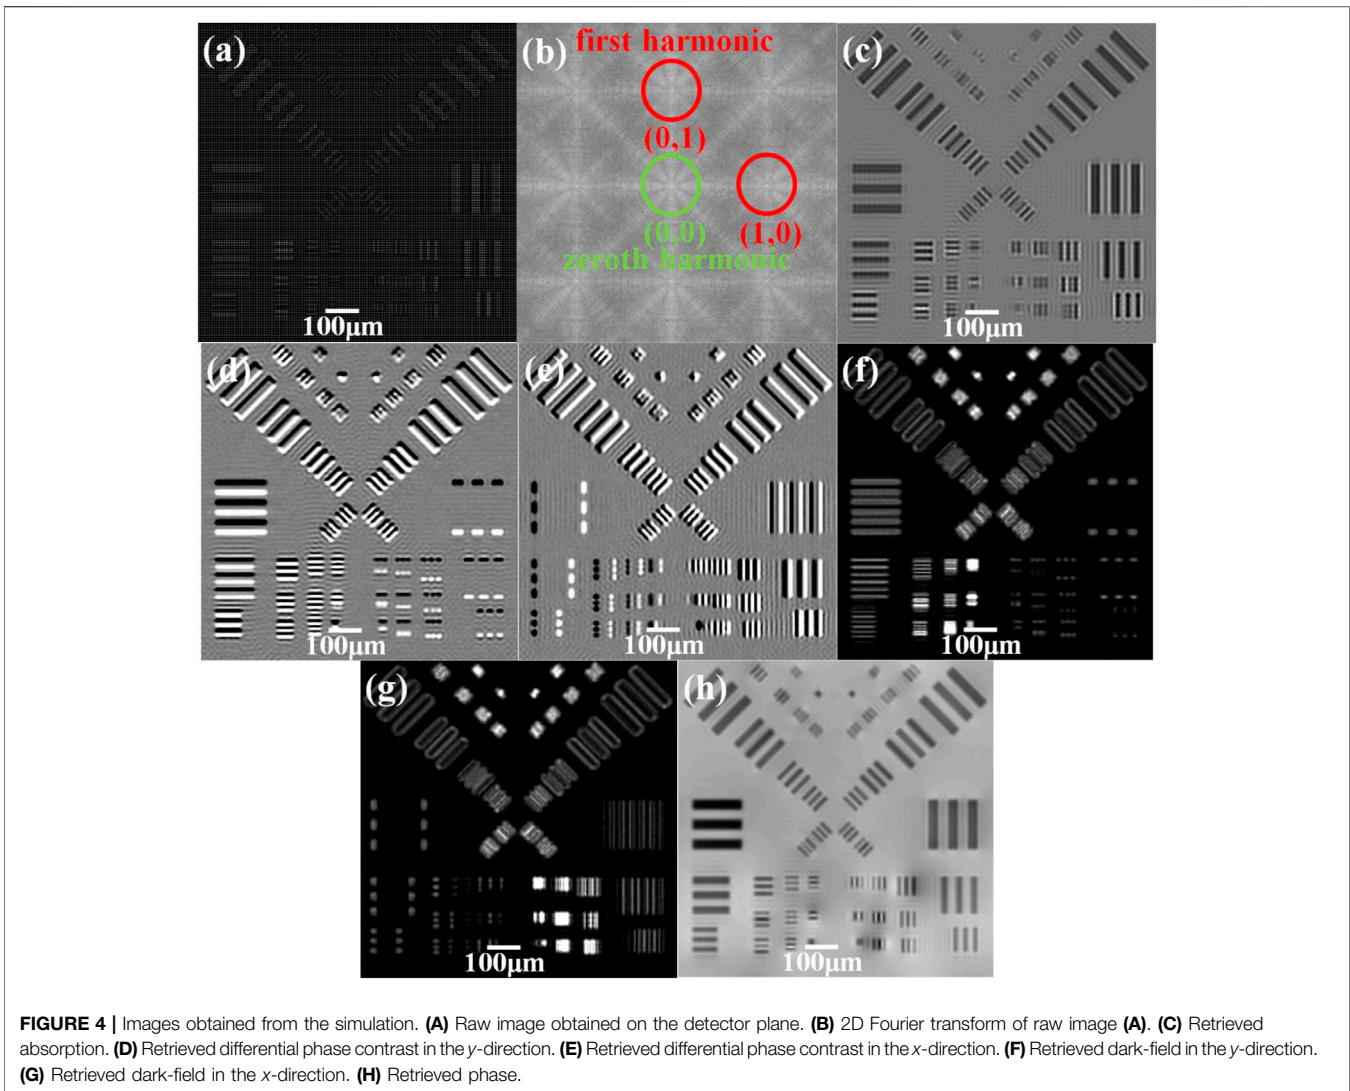 (a)
(b)
first harmonic
(0,1)
(0,0)
(1,0)
zeroth harmonic
(c)
100μm
100μm
(d)
(e)
(f)
100μm
100μm
100μm
(g)
(h)
100μm
100μm
FIGURE 4 | Images obtained from the simulation. (A) Raw image obtained on the detector plane. (B) 2D Fourier transform of raw image (A). (C) Retrieved
absorption. (D) Retrieved differential phase contrast in the y-direction. (E) Retrieved differential phase contrast in the x-direction. (F) Retrieved dark-field in the y-direction.
(G) Retrieved dark-field in the x-direction. (H) Retrieved phase.